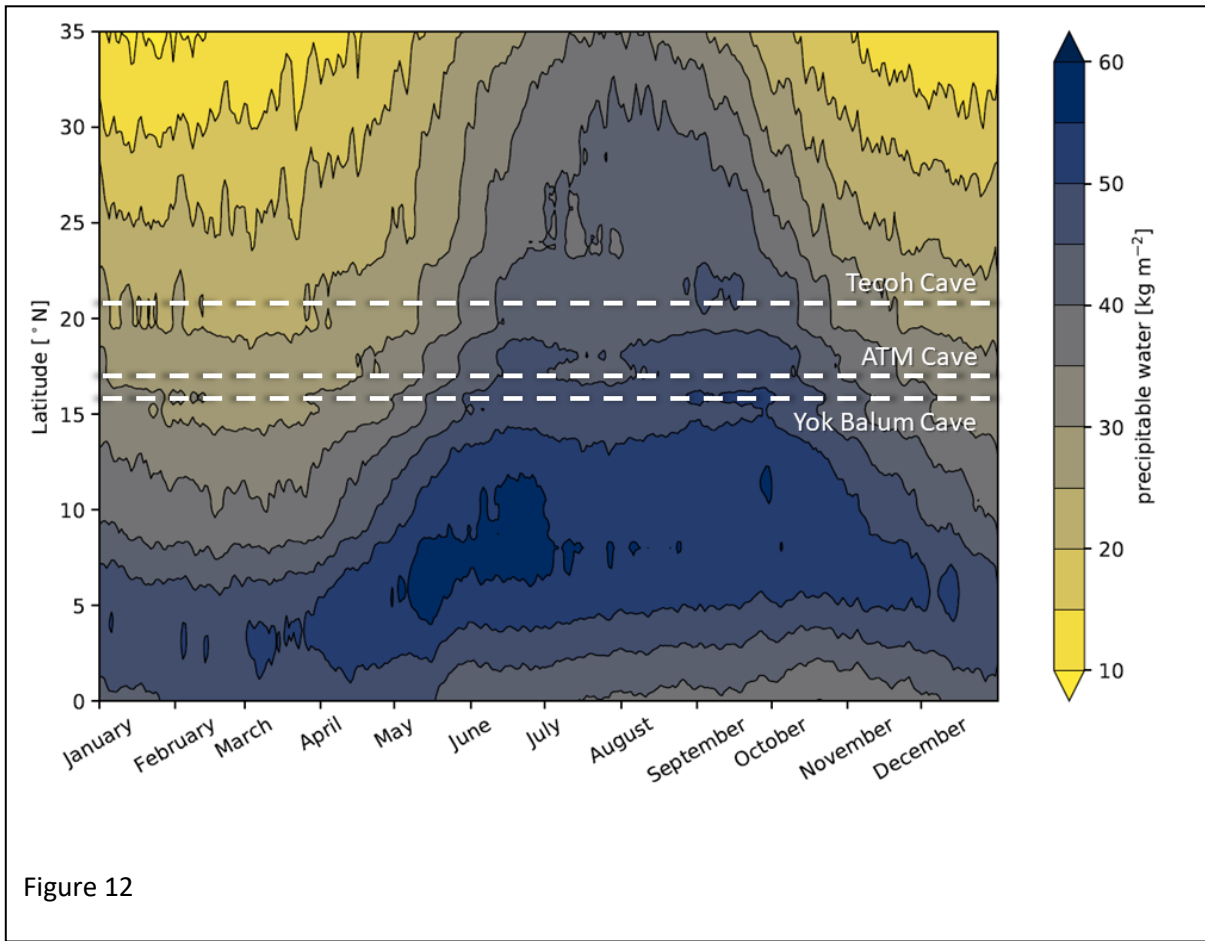 35
30
25
20
15
10
5
0
Latitude [°N]
Tecoh Cave
ATM Cave
Yok Balum Cave
January
February
March
April
May
June
July
August
September
October
November
December
60
50
40
30
20
10
precipitable water [kg m⁻²]
Figure 12